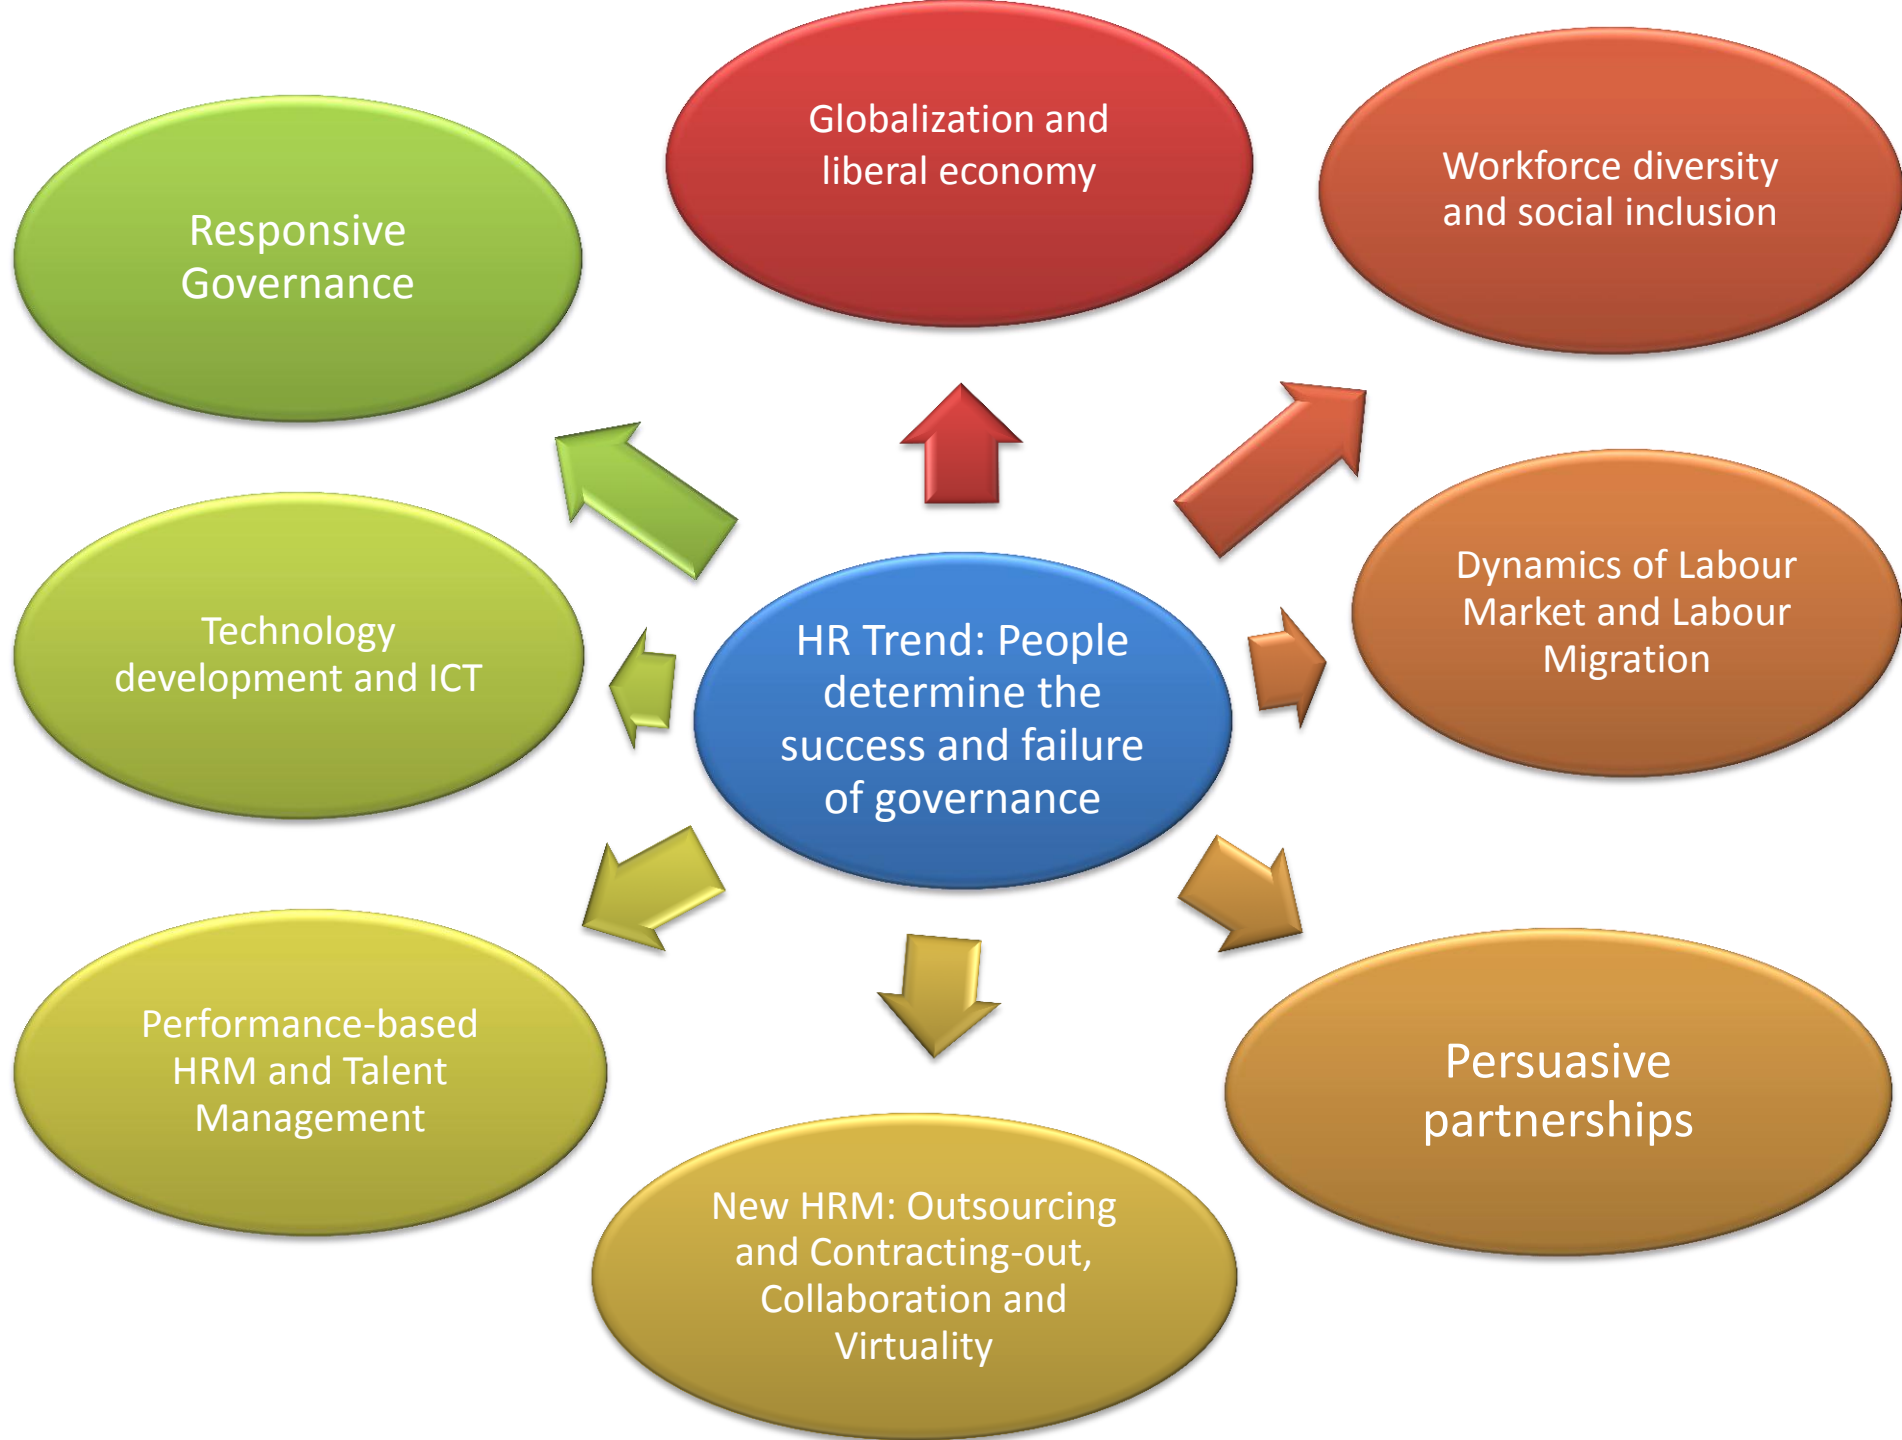 Globalization and
liberal economy
Workforce diversity
and social inclusion
Responsive
Governance
Dynamics of Labour
Market and Labour
Migration
Technology
development and ICT
HR Trend: People
determine the
success and failure
of governance
Performance-based
HRM and Talent
Management
Persuasive
partnerships
New HRM: Outsourcing
and Contracting-out,
Collaboration and
Virtuality